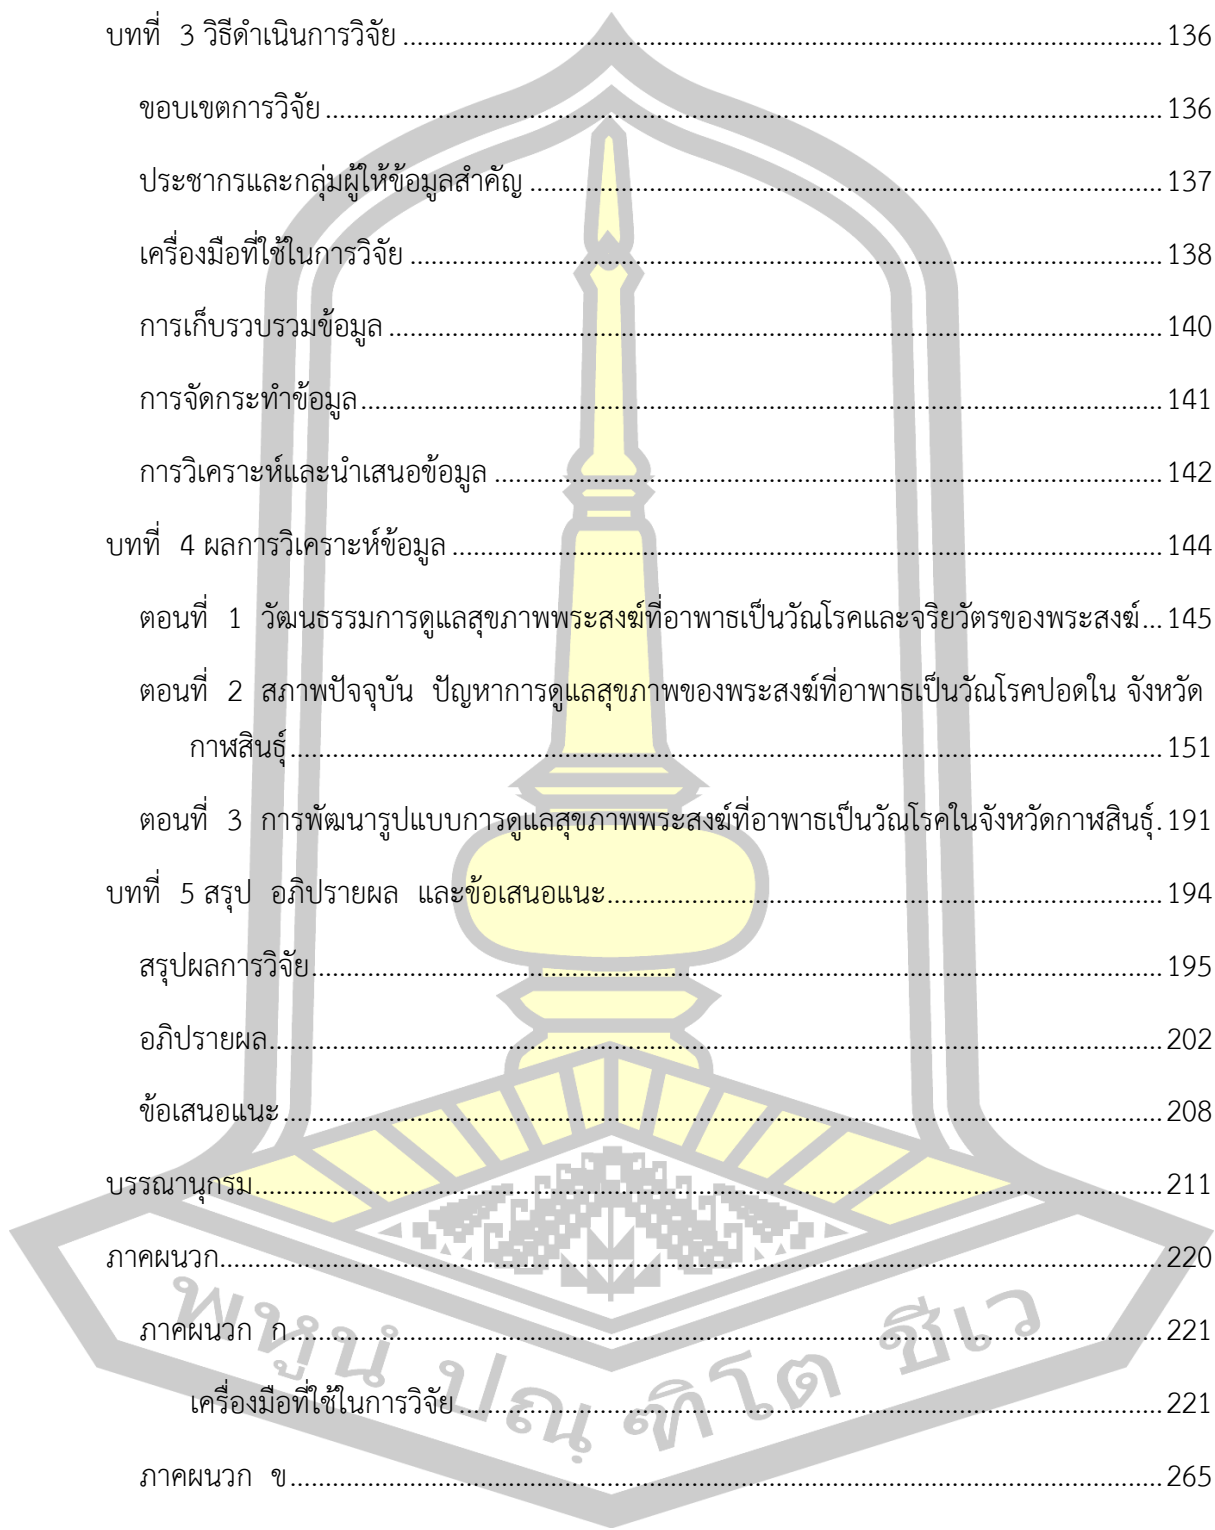 บทที่ 3 วิธีดำเนินการวิจัย 136
ขอบเขตการวิจัย 136
ประชากรและกลุ่มผู้ให้ข้อมูลสำคัญ 137
เครื่องมือที่ใช้ในการวิจัย 138
การเก็บรวบรวมข้อมูล 140
การจัดกระทำข้อมูล 141
การวิเคราะห์และนำเสนอข้อมูล 142
บทที่ 4 ผลการวิเคราะห์ข้อมูล 144
ตอนที่ 1 วัฒนธรรมการดูแลสุขภาพพระสงฆ์ที่อาพาธเป็นวัณโรคและจริยวัตรของพระสงฆ์ 145
ตอนที่ 2 สภาพปัจจุบัน ปัญหาการดูแลสุขภาพของพระสงฆ์ที่อาพาธเป็นวัณโรคปอดใน จังหวัด
กาฬสินธุ์ 151
ตอนที่ 3 การพัฒนารูปแบบการดูแลสุขภาพพระสงฆ์ที่อาพาธเป็นวัณโรคในจังหวัดกาฬสินธุ์ 191
บทที่ 5 สรุป อภิปรายผล และข้อเสนอแนะ 194
สรุปผลการวิจัย 195
อภิปรายผล 202
ข้อเสนอแนะ 208
บรรณานุกรม 211
ภาคผนวก 220
ภาคผนวก ก 221
เครื่องมือที่ใช้ในการวิจัย 221
ภาคผนวก ข 265
พหูนํ ปณฺฑิโต ชีเว